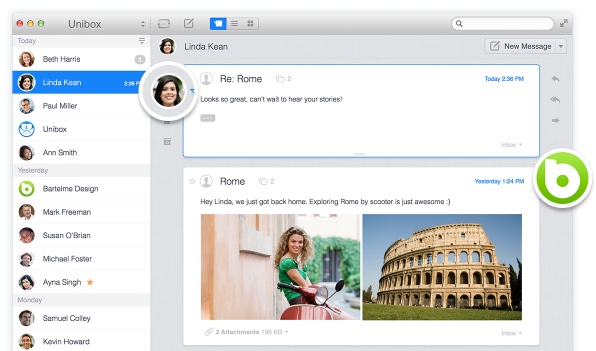 Unibox
Today
Beth Harris
1
Linda Kean
2:36 PM
Paul Miller
Unibox
Ann Smith
Yesterday
Bartelme Design
Mark Freeman
Susan O'Brian
Michael Foster
Ayna Singh
Monday
Samuel Colley
Kevin Howard
Linda Kean
New Message
Re: Rome
2
Today 2:36 PM
Looks so great, can't wait to hear your stories!
Inbox
Rome
2
Yesterday 1:24 PM
Hey Linda, we just got back home. Exploring Rome by scooter is just awesome :)
2 Attachments 196 KB
Inbox
b